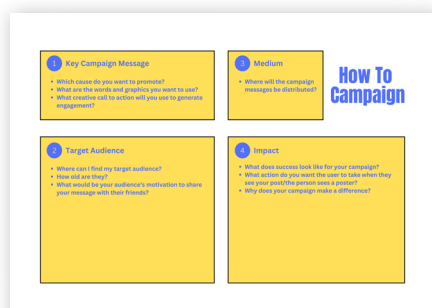 1 Key Campaign Message
• Which cause do you want to promote?
• What are the words and graphics you want to use?
• What creative call to action will you use to generate
engagement?
3 Medium
• Where will the campaign
messages be distributed?
How To
Campaign
2 Target Audience
• Where can I find my target audience?
• How old are they?
• What would be your audience's motivation to share
your message with their friends?
4 Impact
• What does success look like for your campaign?
• What action do you want the user to take when they
see your post/the person sees a poster?
• Why does your campaign make a difference?